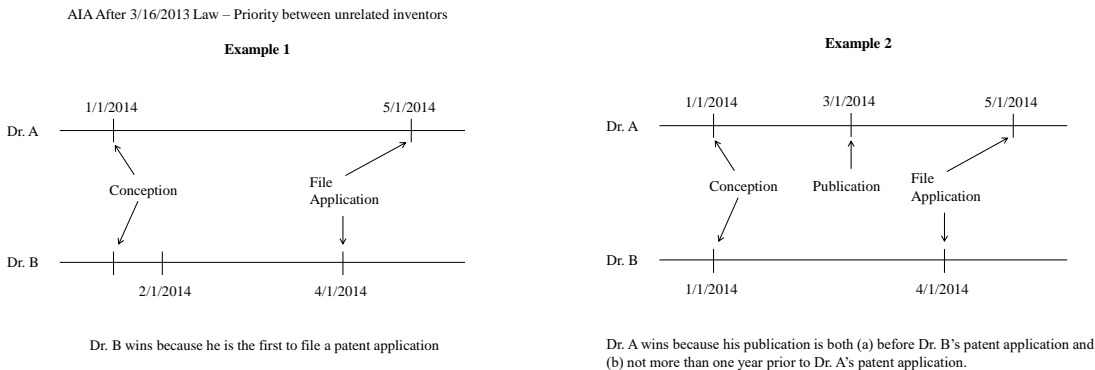 AIA After 3/16/2013 Law – Priority between unrelated inventors
Example 1
1/1/2014
5/1/2014
Dr. A
Conception
File
Application
Dr. B
2/1/2014
4/1/2014
Dr. B wins because he is the first to file a patent application
Example 2
1/1/2014
3/1/2014
5/1/2014
Dr. A
Conception
Publication
File
Application
Dr. B
1/1/2014
4/1/2014
Dr. A wins because his publication is both (a) before Dr. B’s patent application and
(b) not more than one year prior to Dr. A’s patent application.